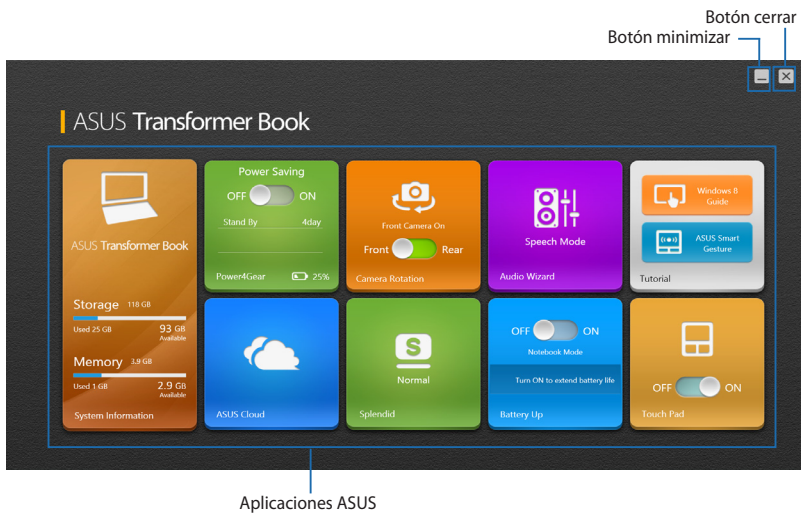 Botón cerrar
Botón minimizar
ASUS Transformer Book
ASUS Transformer Book
Storage 118 GB
Used 25 GB 93 GB
Available
Memory 3.9 GB
Used 1 GB 2.9 GB
Available
System Information
Power Saving
OFF ON
Stand By 4day
Power4Gear 25%
Front Camera On
Front Rear
Camera Rotation
Speech Mode
Audio Wizard
Windows 8
Guide
ASUS Smart
Gesture
Tutorial
ASUS Cloud
S
Normal
Splendid
OFF ON
Notebook Mode
Turn ON to extend battery life
Battery Up
OFF ON
Touch Pad
Aplicaciones ASUS